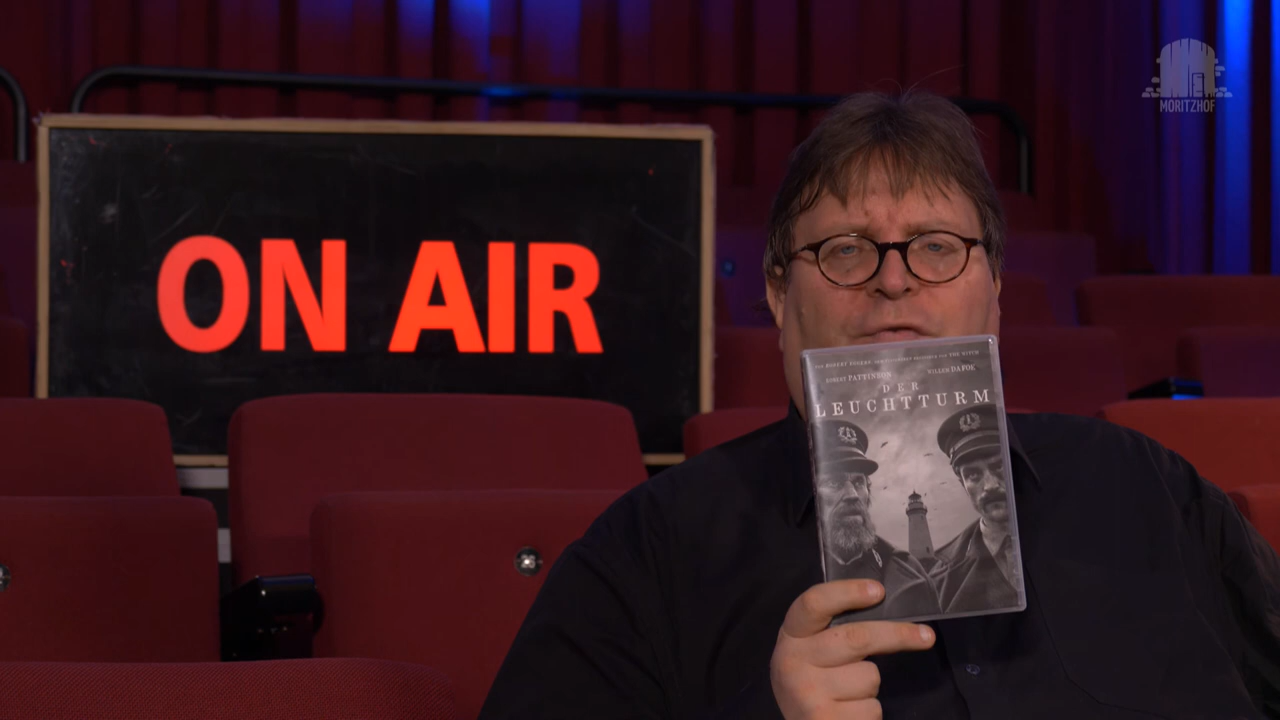 MORITZHOF
ON AIR
ROBERT PATTINSON WILLEM DAFOE
DER
LEUCHTTURM